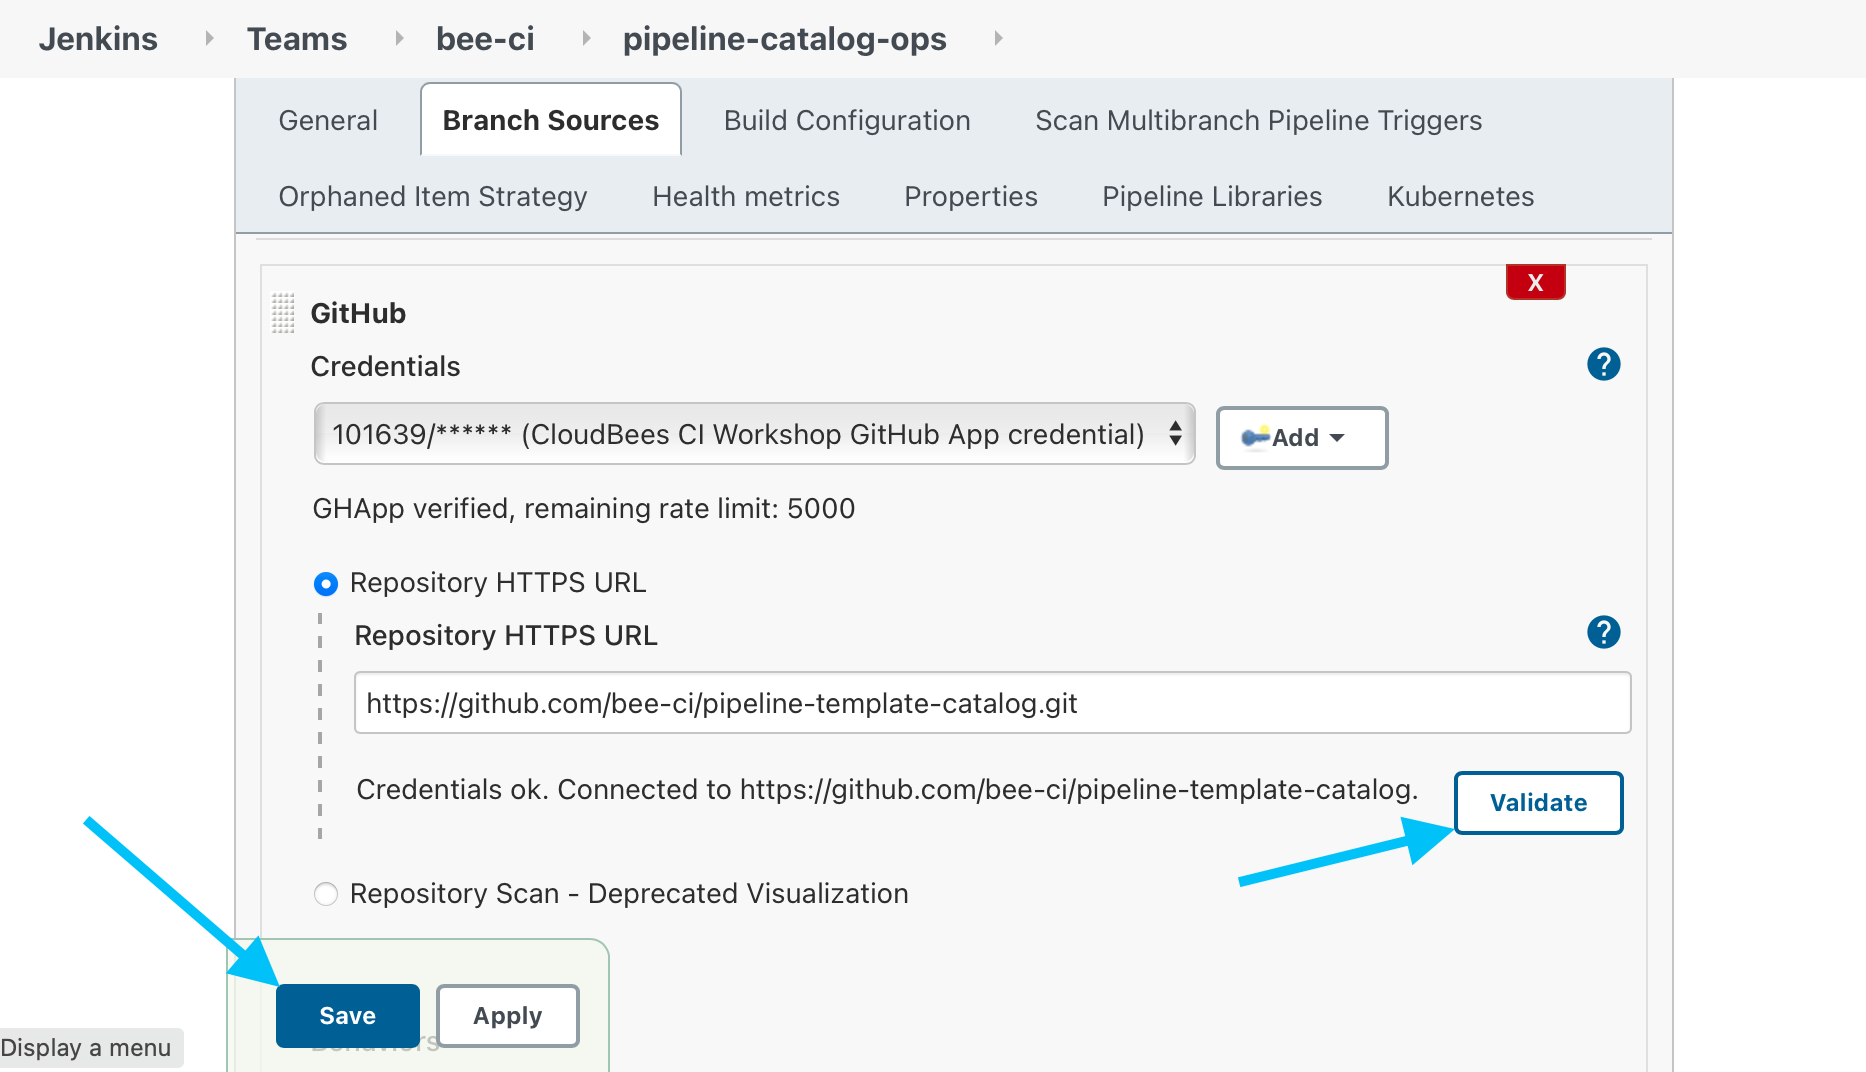 Jenkins Teams bee-ci pipeline-catalog-ops
General Branch Sources Build Configuration Scan Multibranch Pipeline Triggers
Orphaned Item Strategy Health metrics Properties Pipeline Libraries Kubernetes
X
GitHub
Credentials
?
101639/****** (CloudBees CI Workshop GitHub App credential) Add
GHApp verified, remaining rate limit: 5000
Repository HTTPS URL
Repository HTTPS URL
?
https://github.com/bee-ci/pipeline-template-catalog.git
Credentials ok. Connected to https://github.com/bee-ci/pipeline-template-catalog.
Validate
Repository Scan - Deprecated Visualization
Save Apply
Behaviors
Display a menu